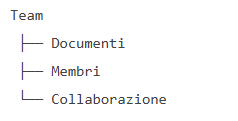 Team
├── Documenti
├── Membri
└── Collaborazione